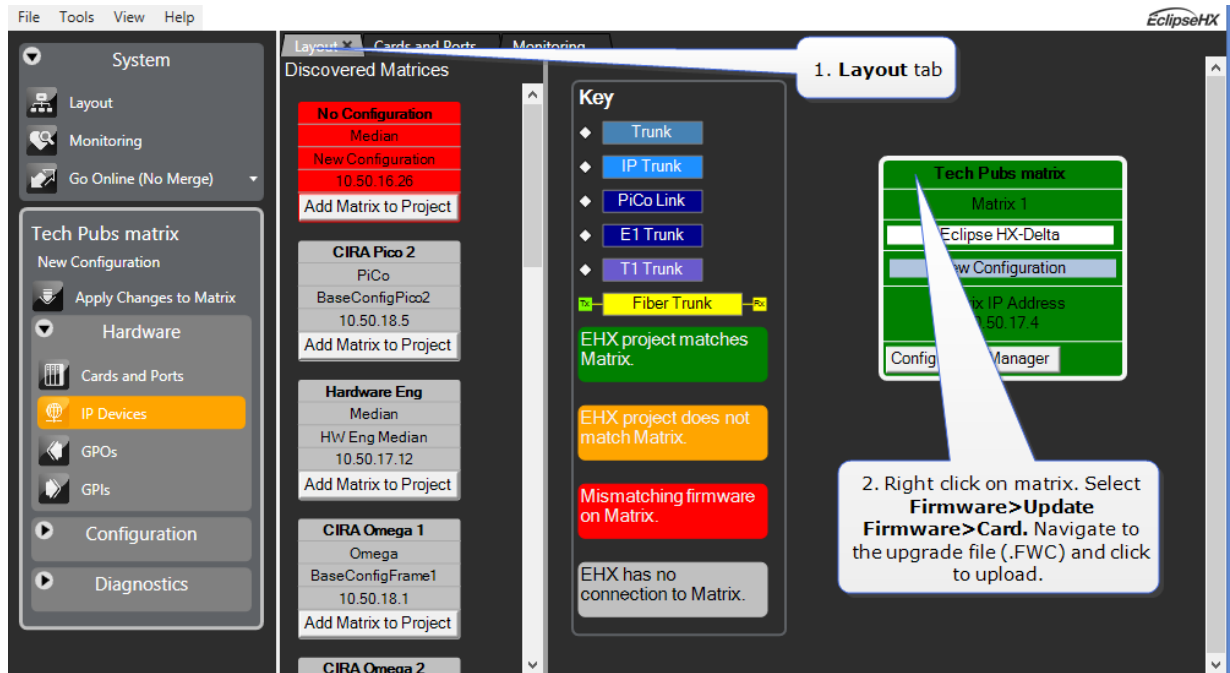 File Tools View Help
EclipseHX
System
Layout
Monitoring
Go Online (No Merge)
Tech Pubs matrix
New Configuration
Apply Changes to Matrix
Hardware
Cards and Ports
IP Devices
GPOs
GPIs
Configuration
Diagnostics
Layout Cards and Ports Monitoring
Discovered Matrices
No Configuration
Median
New Configuration
10.50.16.26
Add Matrix to Project
CIRA Pico 2
PiCo
BaseConfigPico2
10.50.18.5
Add Matrix to Project
Hardware Eng
Median
HW Eng Median
10.50.17.12
Add Matrix to Project
CIRA Omega 1
Omega
BaseConfigFrame1
10.50.18.1
Add Matrix to Project
CIRA Omega 2
Key
Trunk
IP Trunk
PiCo Link
E1 Trunk
T1 Trunk
Tx Fiber Trunk Rx
EHX project matches
Matrix.
EHX project does not
match Matrix.
Mismatching firmware
on Matrix.
EHX has no
connection to Matrix.
1. Layout tab
Tech Pubs matrix
Matrix 1
Eclipse HX-Delta
Configuration
IP Address
.50.17.4
Manager
2. Right click on matrix. Select
Firmware>Update
Firmware>Card. Navigate to
the upgrade file (.FWC) and click
to upload.